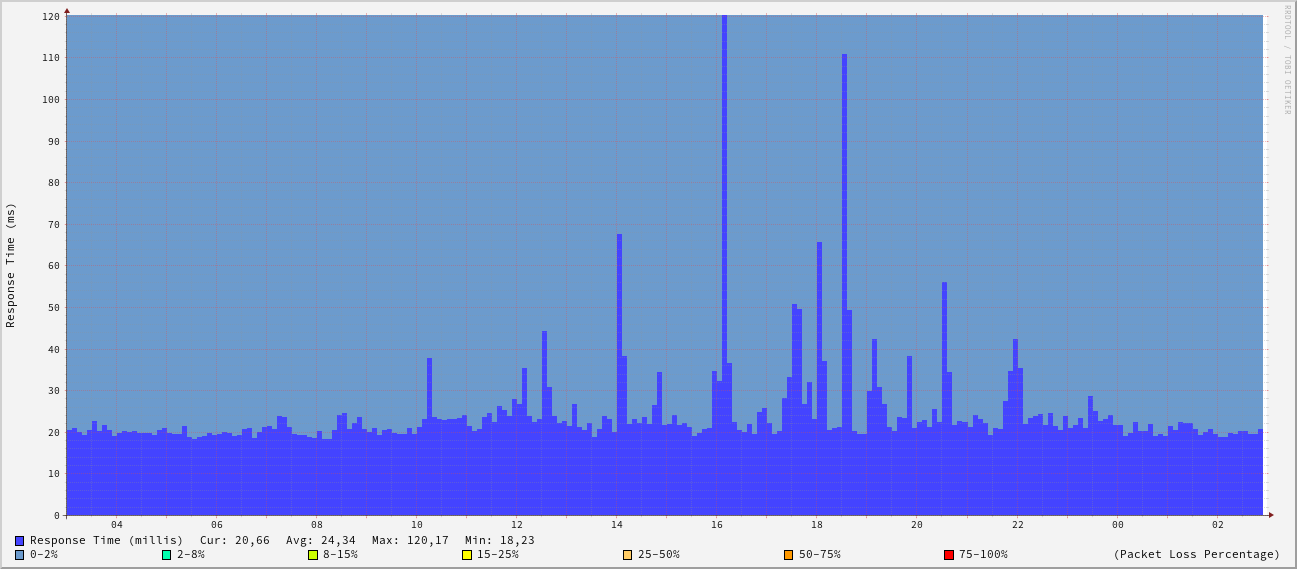 RRDTOOL / TOBI OETIKER
Response Time (ms)
120
110
100
90
80
70
60
50
40
30
20
10
0
04 06 08 10 12 14 16 18 20 22 00 02
Response Time (millis) Cur: 20,66 Avg: 24,34 Max: 120,17 Min: 18,23
0-2% 2-8% 8-15% 15-25% 25-50% 50-75% 75-100% (Packet Loss Percentage)